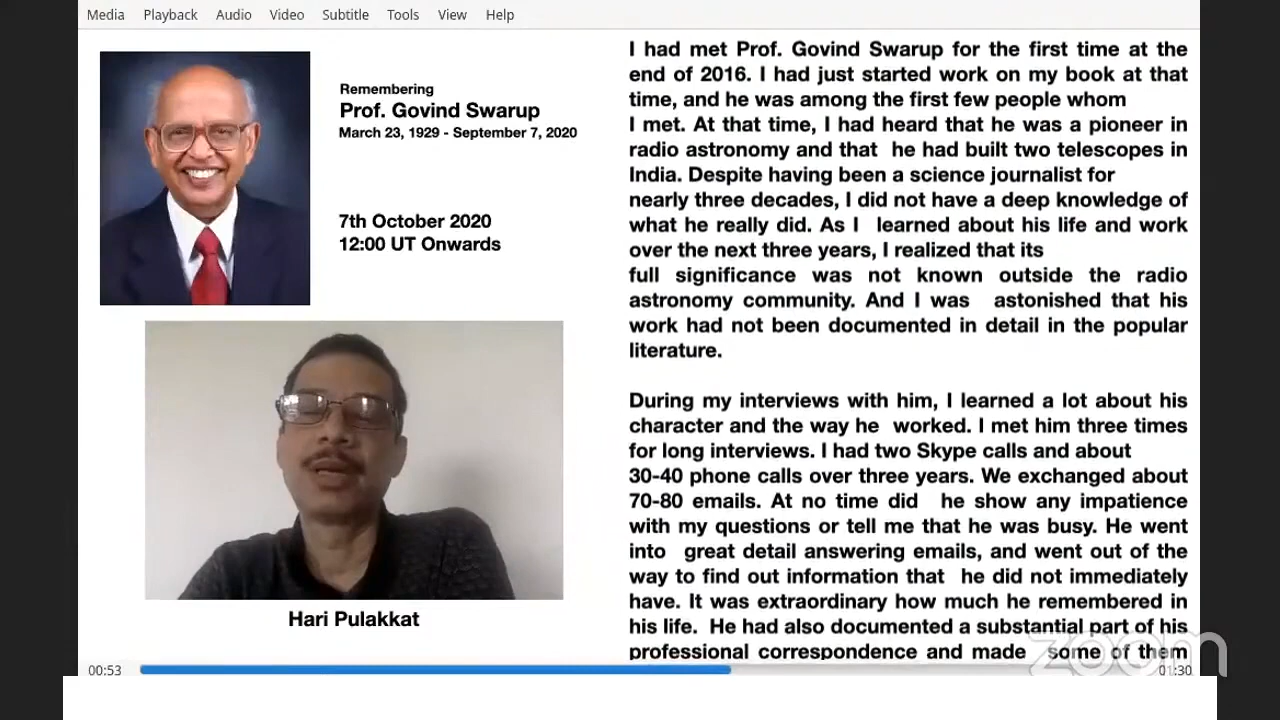 Media Playback Audio Video Subtitle Tools View Help
Remembering
Prof. Govind Swarup
March 23, 1929 - September 7, 2020
7th October 2020
12:00 UT Onwards
Hari Pulakkat
I had met Prof. Govind Swarup for the first time at the
end of 2016. I had just started work on my book at that
time, and he was among the first few people whom
I met. At that time, I had heard that he was a pioneer in
radio astronomy and that he had built two telescopes in
India. Despite having been a science journalist for
nearly three decades, I did not have a deep knowledge of
what he really did. As I learned about his life and work
over the next three years, I realized that its
full significance was not known outside the radio
astronomy community. And I was astonished that his
work had not been documented in detail in the popular
literature.
During my interviews with him, I learned a lot about his
character and the way he worked. I met him three times
for long interviews. I had two Skype calls and about
30-40 phone calls over three years. We exchanged about
70-80 emails. At no time did he show any impatience
with my questions or tell me that he was busy. He went
into great detail answering emails, and went out of the
way to find out information that he did not immediately
have. It was extraordinary how much he remembered in
his life. He had also documented a substantial part of his
professional correspondence and made some of them
zoom
00:53
01:30